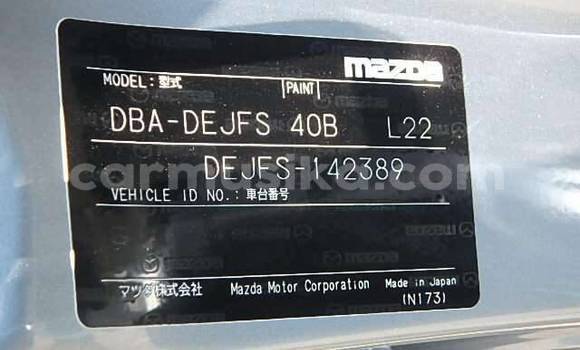 mazda
MODEL:型式 PAINT
DBA-DEJFS 40B L22
DEJFS-142389
carmusika.com
VEHICLE ID NO.:車台番号
マツダ株式会社 Mazda Motor Corporation Made in Japan
(N173)